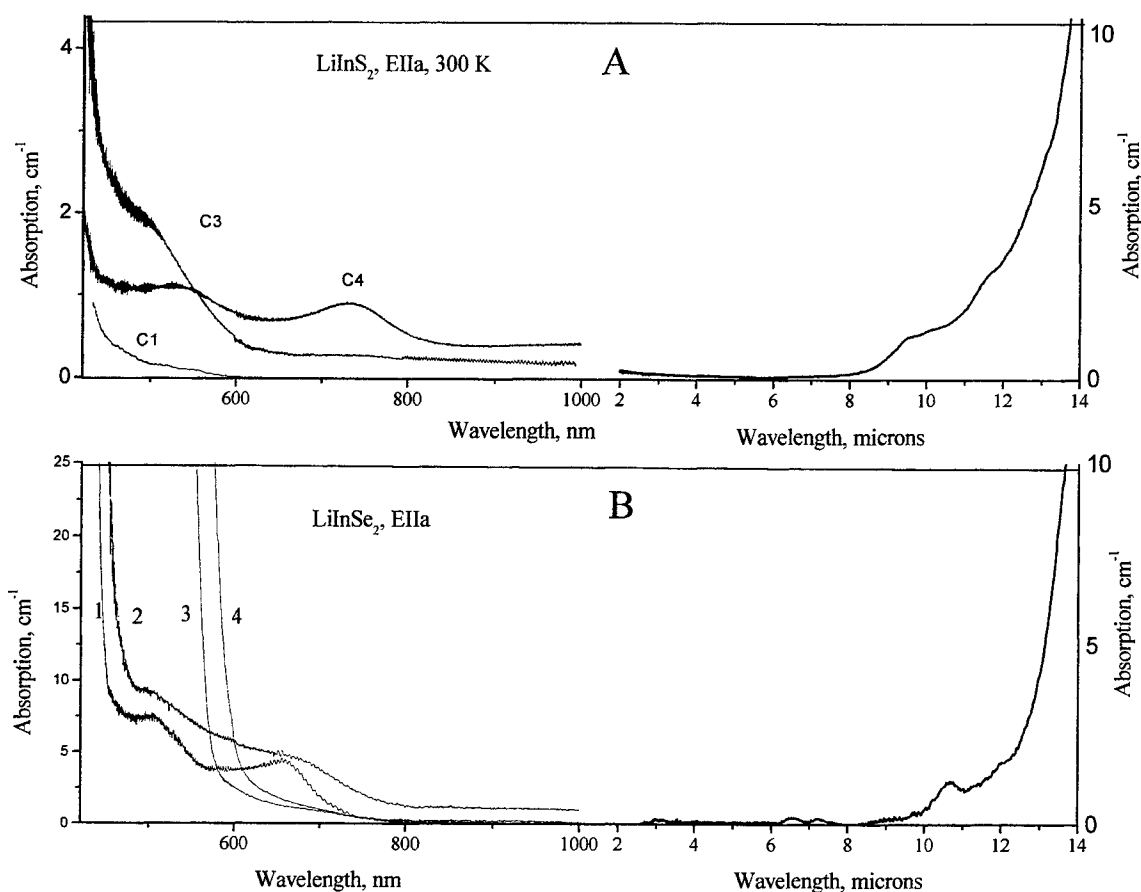 LiInS2, EIIa, 300 K
A
Absorption, cm-1
4
2
0
C3
C4
C1
10
5
0
Absorption, cm-1
600 800 1000 2 4 6 8 10 12 14
Wavelength, nm
Wavelength, microns
LiInSe2, EIIa
B
Absorption, cm-1
25
20
15
10
5
0
1
2
3
4
10
5
0
Absorption, cm-1
600 800 1000 2 4 6 8 10 12 14
Wavelength, nm
Wavelength, microns